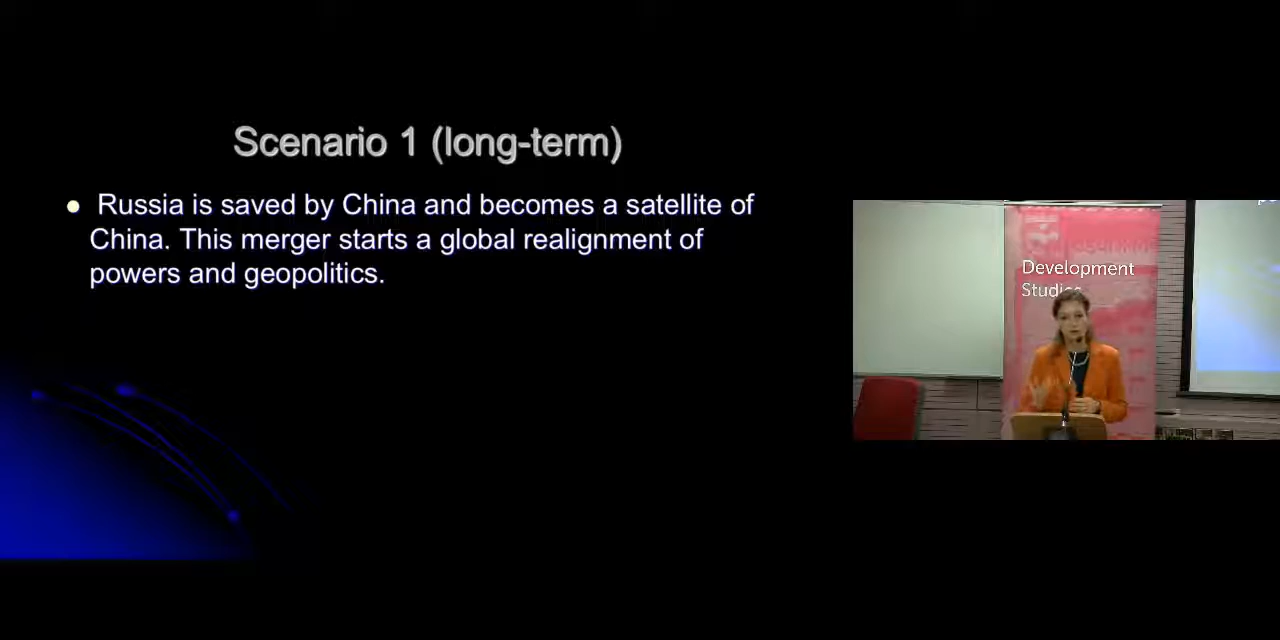 Scenario 1 (long-term)
● Russia is saved by China and becomes a satellite of
China. This merger starts a global realignment of
powers and geopolitics.
Development
Studies